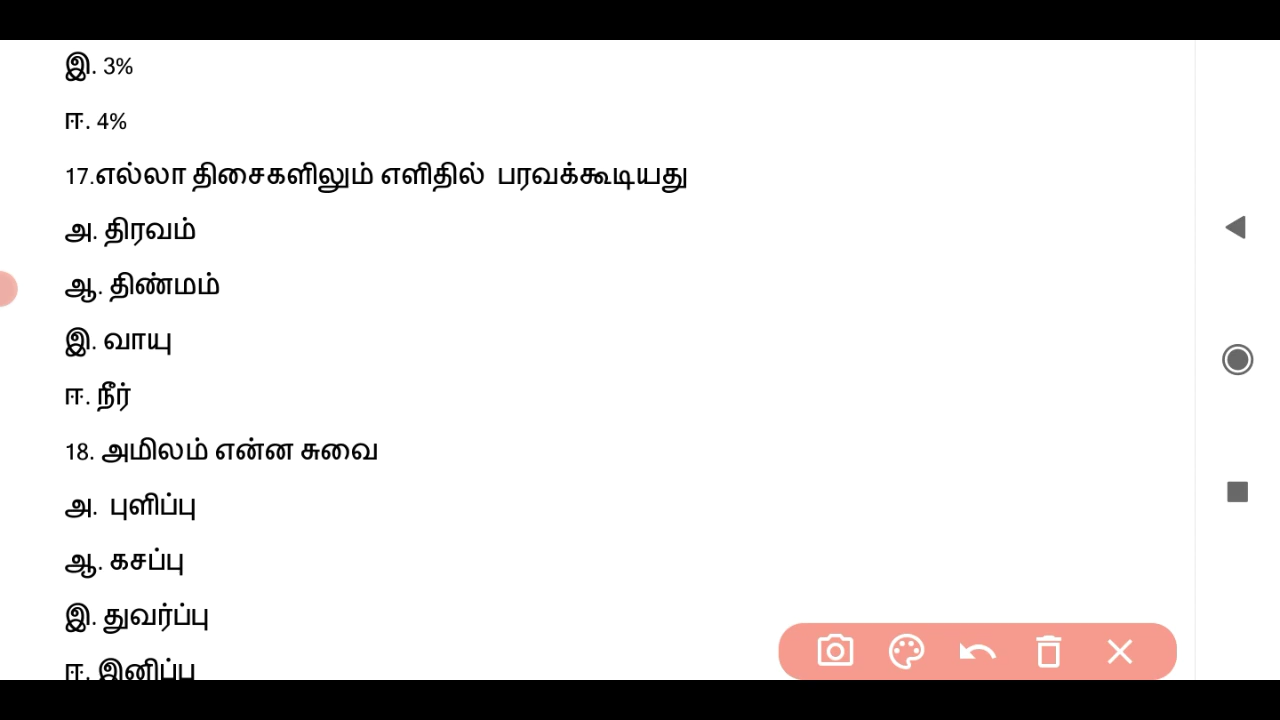 இ. 3%
ஈ. 4%
17.எல்லா திசைகளிலும் எளிதில் பரவக்கூடியது
அ. திரவம்
ஆ. திண்மம்
இ. வாயு
ஈ. நீர்
18. அமிலம் என்ன சுவை
அ. புளிப்பு
ஆ. கசப்பு
இ. துவர்ப்பு
ஈ. இனிப்பு